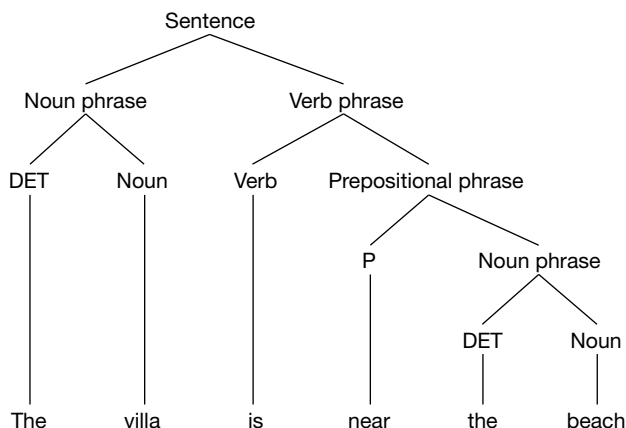 Sentence
Noun phrase Verb phrase
DET Noun Verb Prepositional phrase
P Noun phrase
DET Noun
The villa is near the beach